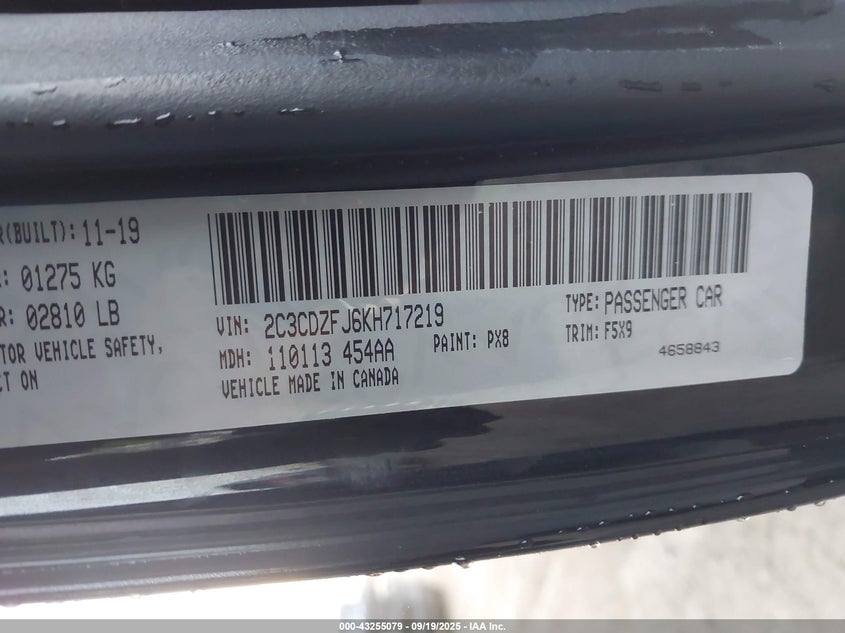 R(BUILT): 11-19
: 01275 KG
R: 02810 LB
TOR VEHICLE SAFETY,
CT ON
VIN: 2C3CDZFJ6KH717219
TYPE: PASSENGER CAR
MDH: 110113 454AA
PAINT: PX8
TRIM: F5X9
VEHICLE MADE IN CANADA
4658843
000-43255079 - 09/19/2025 - IAA Inc.